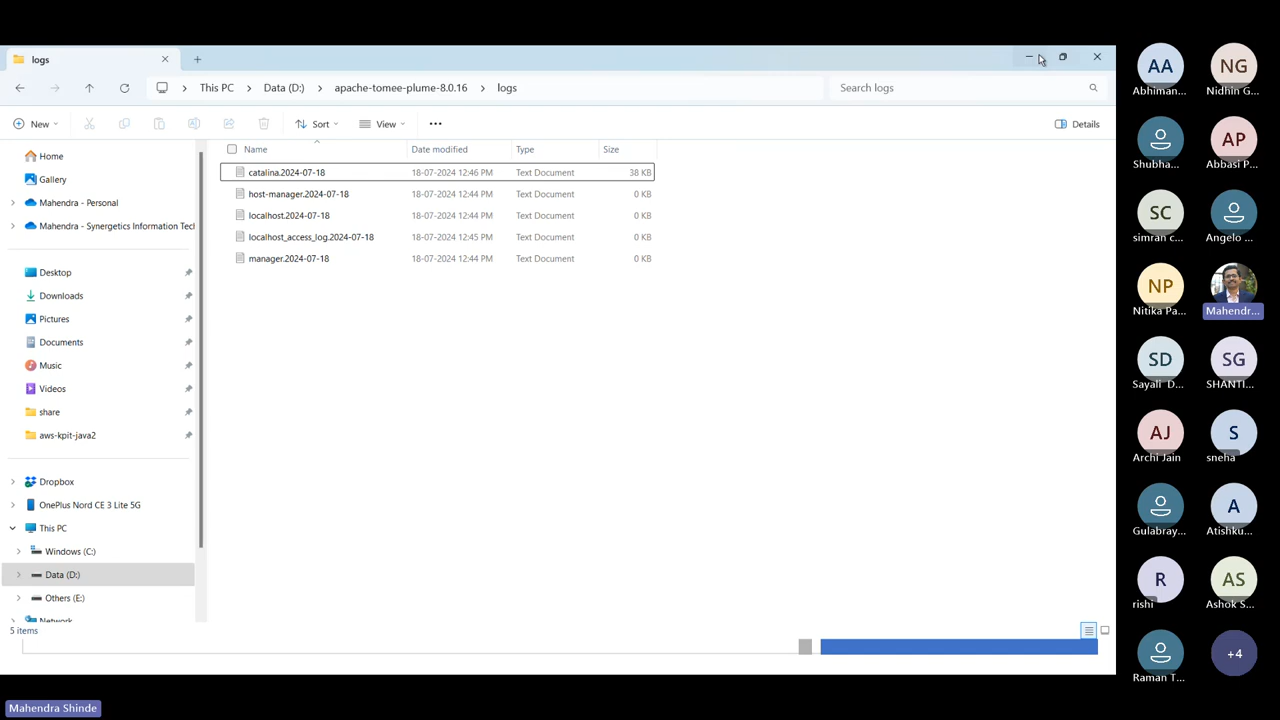 logs
This PC > Data (D:) > apache-tomee-plume-8.0.16 > logs
Search logs
New
Sort
View
Details
Name Date modified Type Size
catalina.2024-07-18 18-07-2024 12:46 PM Text Document 38 KB
host-manager.2024-07-18 18-07-2024 12:44 PM Text Document 0 KB
localhost.2024-07-18 18-07-2024 12:44 PM Text Document 0 KB
localhost_access_log.2024-07-18 18-07-2024 12:45 PM Text Document 0 KB
manager.2024-07-18 18-07-2024 12:44 PM Text Document 0 KB
Home
Gallery
Mahendra - Personal
Mahendra - Synergetics Information Tech
Desktop
Downloads
Pictures
Documents
Music
Videos
share
aws-kpit-java2
Dropbox
OnePlus Nord CE 3 Lite 5G
This PC
Windows (C:)
Data (D:)
Others (E:)
Network
5 items
AA NG
Abhiman... Nidhin G...
AP
Shubha... Abbasi P...
SC
simran c... Angelo ...
NP
Nitika Pa... Mahendr...
SD SG
Sayali D... SHANTI...
AJ S
Archi Jain sneha
A
Gulabray... Atishku...
R AS
rishi Ashok S...
+4
Raman T...
Mahendra Shinde